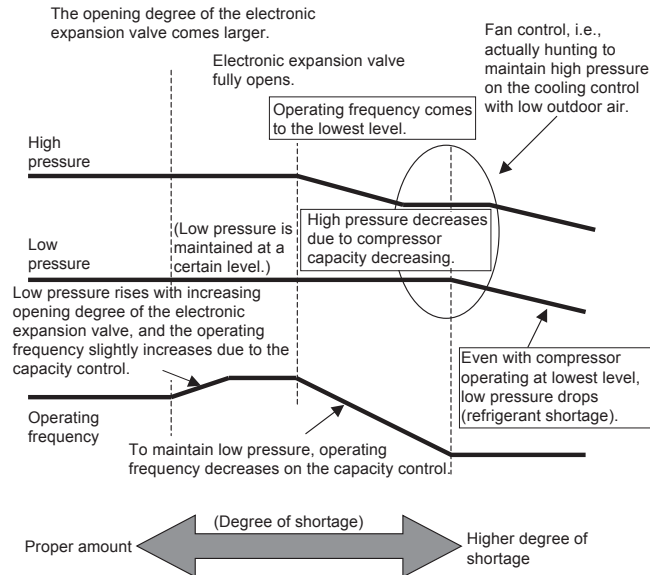 The opening degree of the electronic
expansion valve comes larger.
Electronic expansion valve
fully opens.
Fan control, i.e.,
actually hunting to
maintain high pressure
on the cooling control
with low outdoor air.
Operating frequency comes
to the lowest level.
High
pressure
(Low pressure is
maintained at a
certain level.)
High pressure decreases
due to compressor
capacity decreasing.
Low
pressure
Low pressure rises with increasing
opening degree of the electronic
expansion valve, and the operating
frequency slightly increases due to the
capacity control.
Even with compressor
operating at lowest level,
low pressure drops
(refrigerant shortage).
Operating
frequency
To maintain low pressure, operating
frequency decreases on the capacity control.
(Degree of shortage)
Proper amount
Higher degree of
shortage